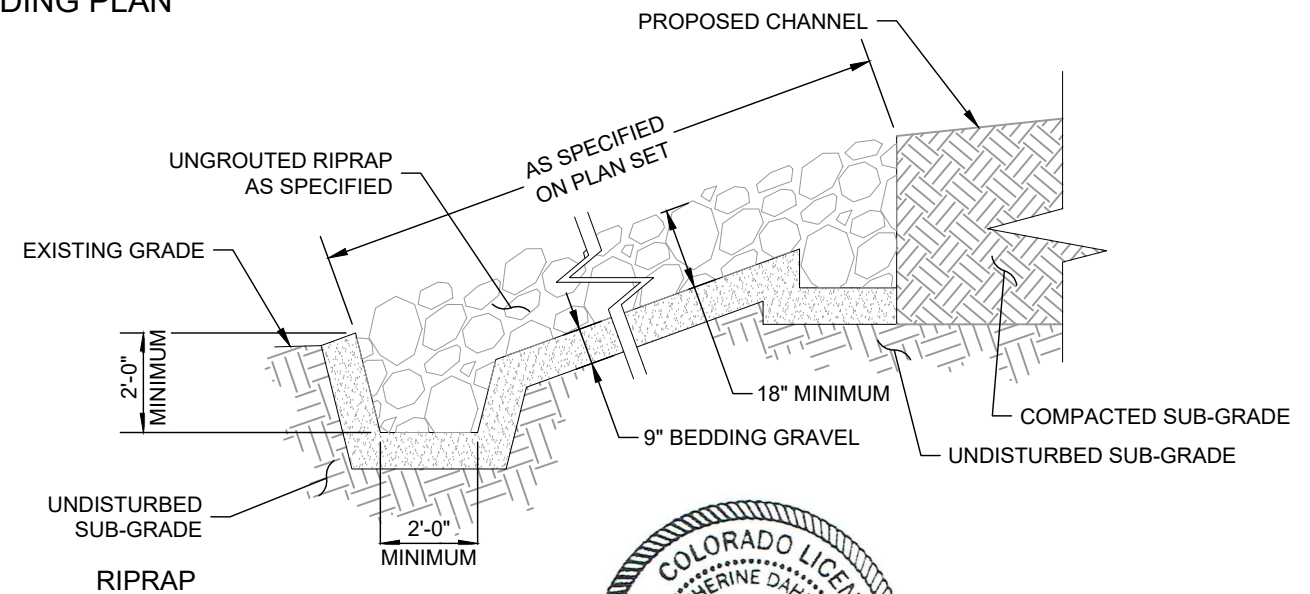 DING PLAN
PROPOSED CHANNEL
AS SPECIFIED
ON PLAN SET
UNGROUTED RIPRAP
AS SPECIFIED
EXISTING GRADE
2'-0"
MINIMUM
18" MINIMUM
9" BEDDING GRAVEL
COMPACTED SUB-GRADE
UNDISTURBED SUB-GRADE
UNDISTURBED
SUB-GRADE
2'-0"
MINIMUM
RIPRAP
COLORADO LICEN
HERINE DAH